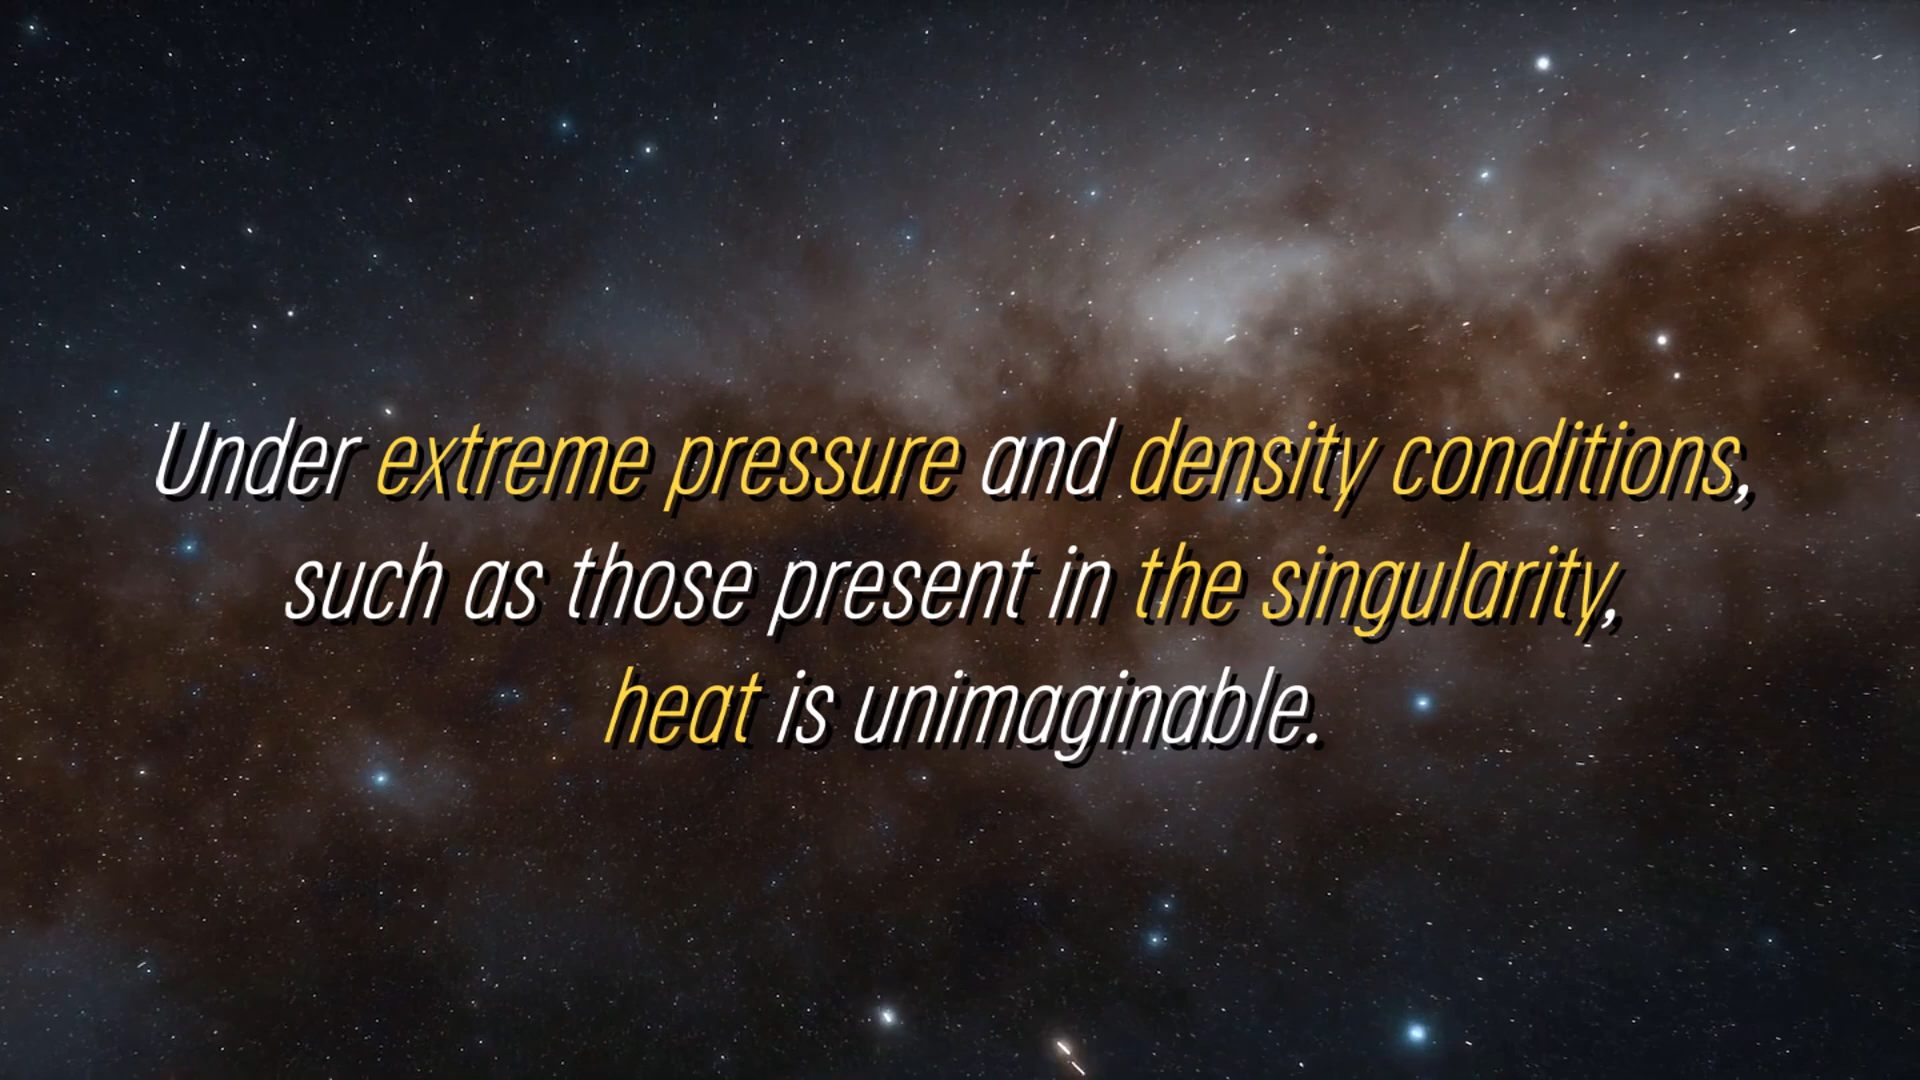 Under extreme pressure and density conditions,
such as those present in the singularity,
heat is unimaginable.